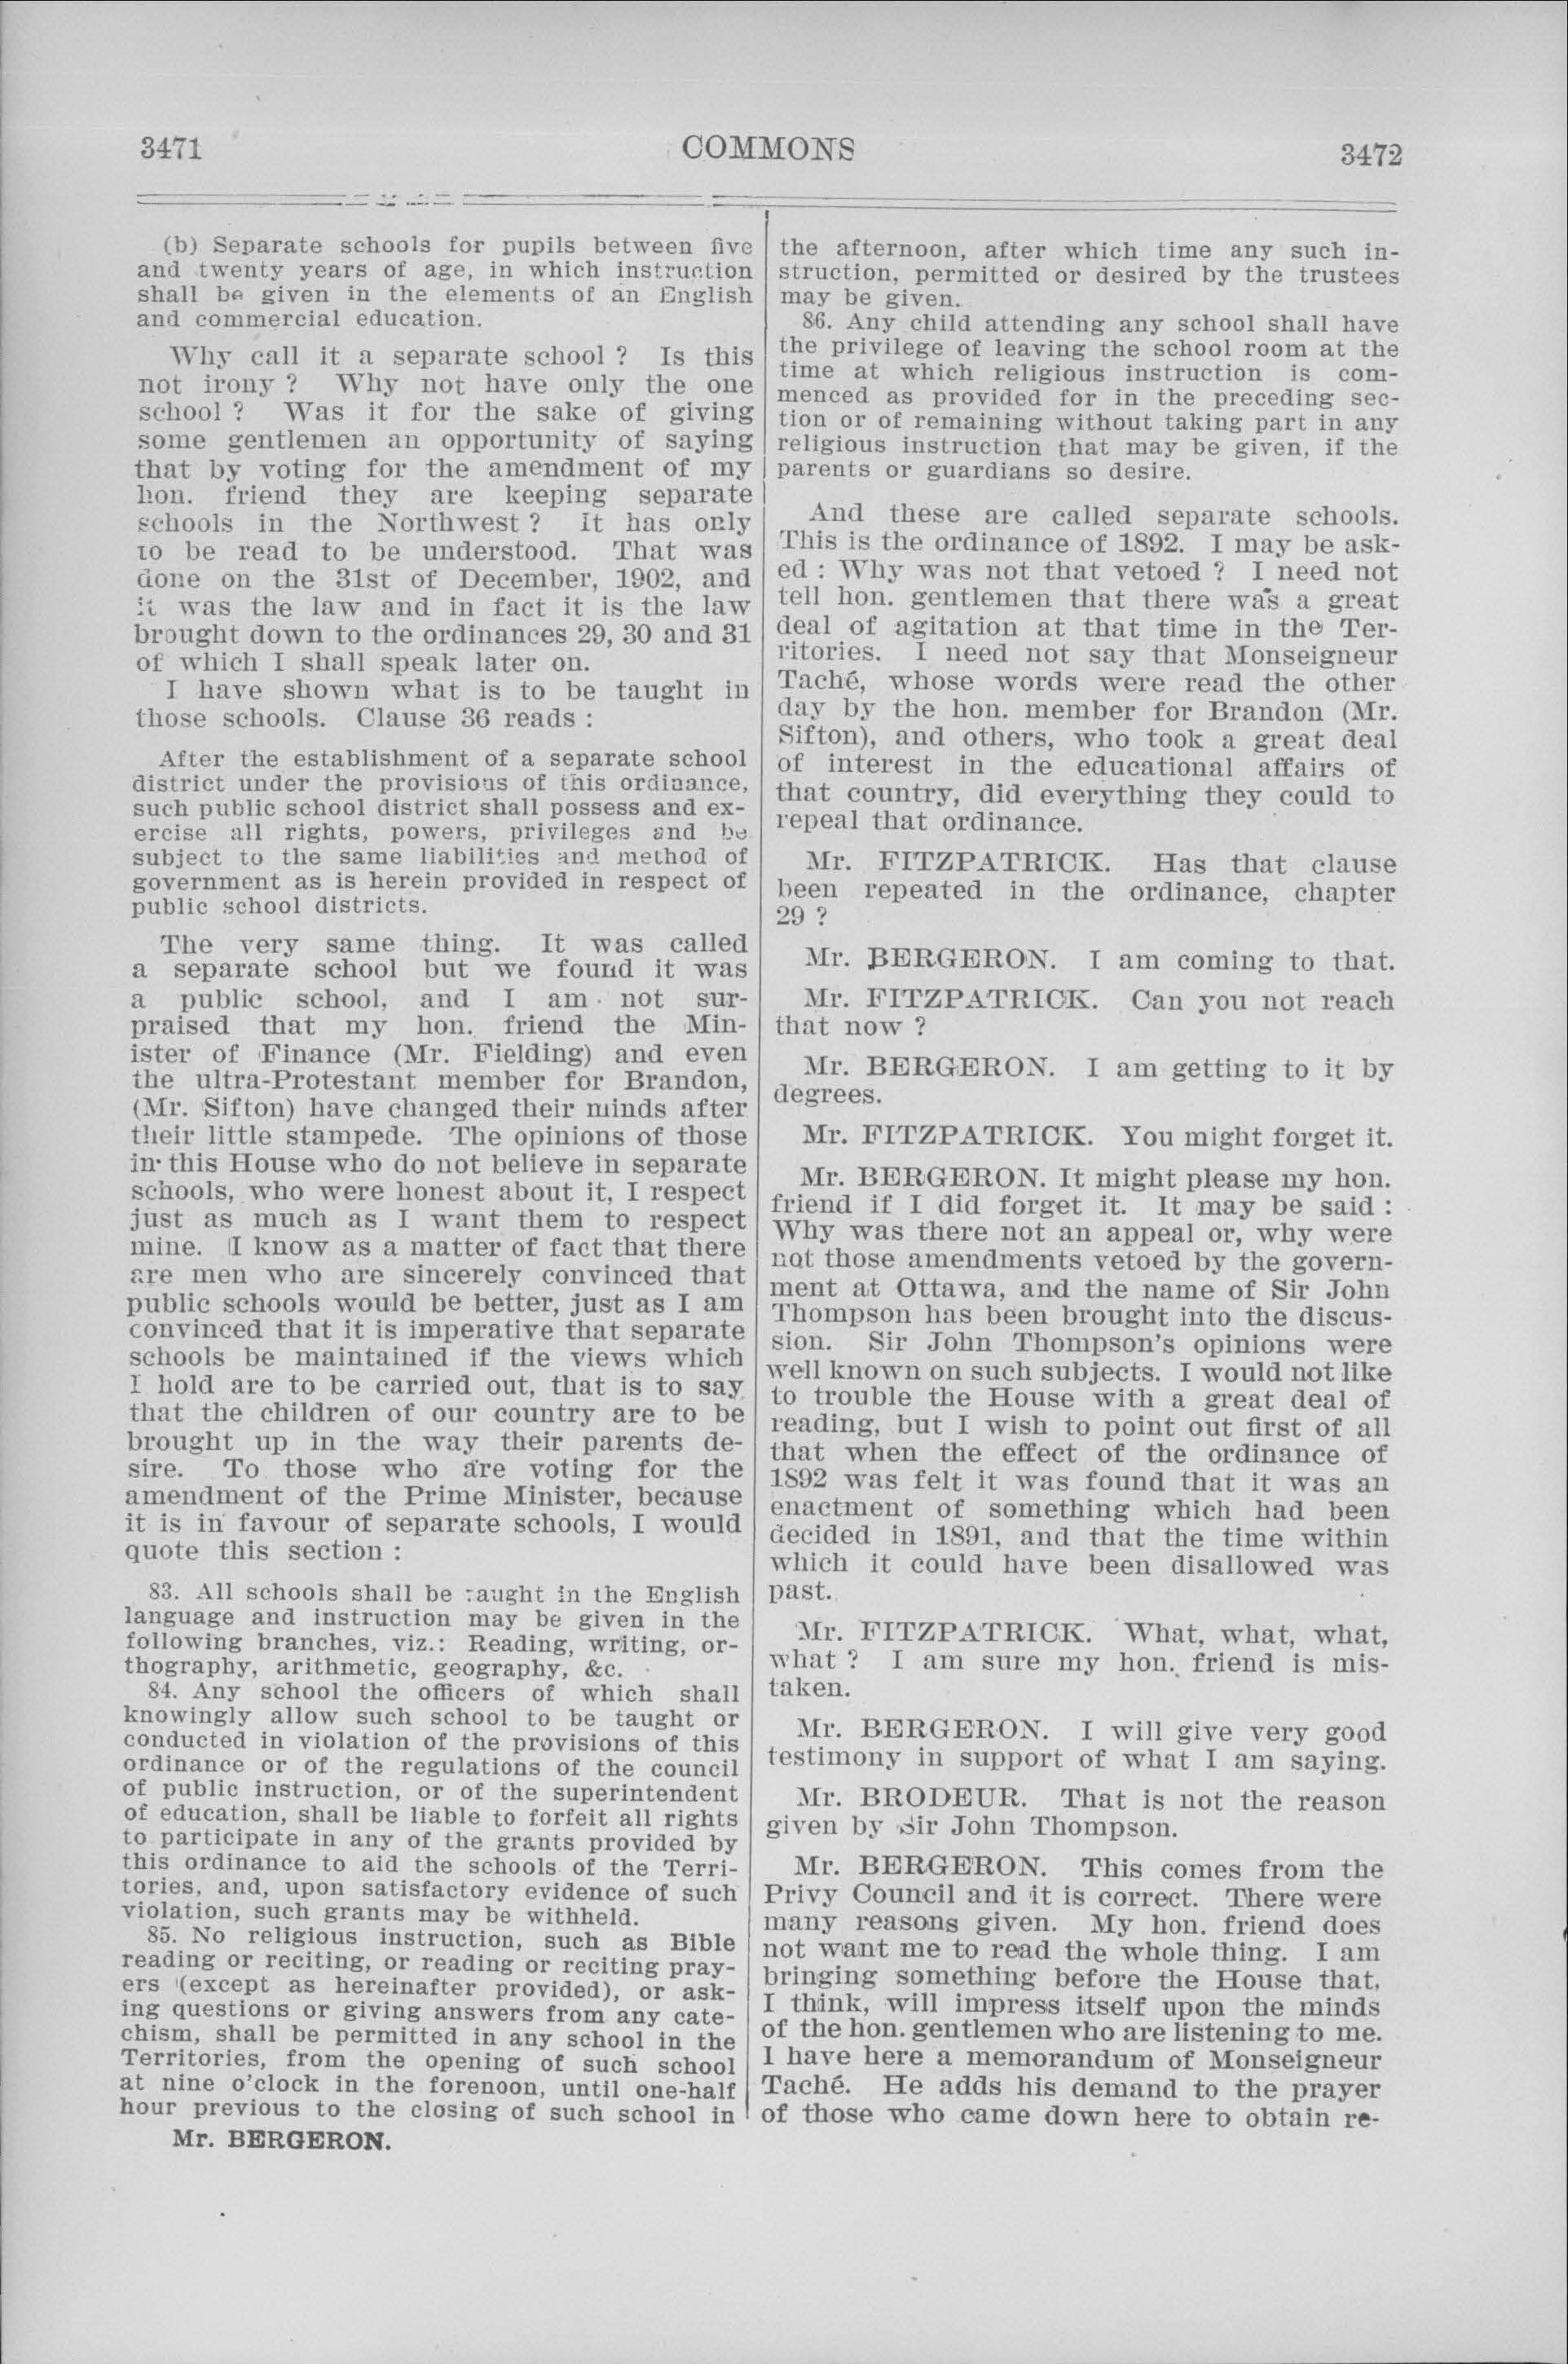 3471
COMMONS
3472
(b) Separate schools for pupils between five
and twenty years of age, in which instruction
shall be given in the elements of an English
and commercial education.
Why call it a separate school ? Is this
not irony ? Why not have only the one
school ? Was it for the sake of giving
some gentlemen an opportunity of saying
that by voting for the amendment of my
hon. friend they are keeping separate
schools in the Northwest ? It has only
to be read to be understood. That was
done on the 31st of December, 1902, and
it was the law and in fact it is the law
brought down to the ordinances 29, 30 and 31
of which I shall speak later on.
I have shown what is to be taught in
those schools. Clause 36 reads :
After the establishment of a separate school
district under the provisions of this ordinance,
such public school district shall possess and ex-
ercise all rights, powers, privileges and be
subject to the same liabilities and method of
government as is herein provided in respect of
public school districts.
The very same thing. It was called
a separate school but we found it was
a public school, and I am not sur-
praised that my hon. friend the Min-
ister of Finance (Mr. Fielding) and even
the ultra-Protestant member for Brandon,
(Mr. Sifton) have changed their minds after
their little stampede. The opinions of those
in this House who do not believe in separate
schools, who were honest about it, I respect
just as much as I want them to respect
mine. I know as a matter of fact that there
are men who are sincerely convinced that
public schools would be better, just as I am
convinced that it is imperative that separate
schools be maintained if the views which
I hold are to be carried out, that is to say
that the children of our country are to be
brought up in the way their parents de-
sire. To those who are voting for the
amendment of the Prime Minister, because
it is in favour of separate schools, I would
quote this section :
83. All schools shall be taught in the English
language and instruction may be given in the
following branches, viz.: Reading, writing, or-
thography, arithmetic, geography, &c.
84. Any school the officers of which shall
knowingly allow such school to be taught or
conducted in violation of the provisions of this
ordinance or of the regulations of the council
of public instruction, or of the superintendent
of education, shall be liable to forfeit all rights
to participate in any of the grants provided by
this ordinance to aid the schools of the Terri-
tories, and, upon satisfactory evidence of such
violation, such grants may be withheld.
85. No religious instruction, such as Bible
reading or reciting, or reading or reciting pray-
ers (except as hereinafter provided), or ask-
ing questions or giving answers from any cate-
chism, shall be permitted in any school in the
Territories, from the opening of such school
at nine o'clock in the forenoon, until one-half
hour previous to the closing of such school in
Mr. BERGERON.
the afternoon, after which time any such in-
struction, permitted or desired by the trustees
may be given.
86. Any child attending any school shall have
the privilege of leaving the school room at the
time at which religious instruction is com-
menced as provided for in the preceding sec-
tion or of remaining without taking part in any
religious instruction that may be given, if the
parents or guardians so desire.
And these are called separate schools.
This is the ordinance of 1892. I may be ask-
ed : Why was not that vetoed ? I need not
tell hon. gentlemen that there was a great
deal of agitation at that time in the Ter-
ritories. I need not say that Monseigneur
Taché, whose words were read the other
day by the hon. member for Brandon (Mr.
Sifton), and others, who took a great deal
of interest in the educational affairs of
that country, did everything they could to
repeal that ordinance.
Mr. FITZPATRICK. Has that clause
been repeated in the ordinance, chapter
29 ?
Mr. BERGERON. I am coming to that.
Mr. FITZPATRICK. Can you not reach
that now ?
Mr. BERGERON. I am getting to it by
degrees.
Mr. FITZPATRICK. You might forget it.
Mr. BERGERON. It might please my hon.
friend if I did forget it. It may be said :
Why was there not an appeal or, why were
not those amendments vetoed by the govern-
ment at Ottawa, and the name of Sir John
Thompson has been brought into the discus-
sion. Sir John Thompson's opinions were
well known on such subjects. I would not like
to trouble the House with a great deal of
reading, but I wish to point out first of all
that when the effect of the ordinance of
1892 was felt it was found that it was an
enactment of something which had been
decided in 1891, and that the time within
which it could have been disallowed was
past.
Mr. FITZPATRICK. What, what, what,
what ? I am sure my hon. friend is mis-
taken.
Mr. BERGERON. I will give very good
testimony in support of what I am saying.
Mr. BRODEUR. That is not the reason
given by Sir John Thompson.
Mr. BERGERON. This comes from the
Privy Council and it is correct. There were
many reasons given. My hon. friend does
not want me to read the whole thing. I am
bringing something before the House that,
I think, will impress itself upon the minds
of the hon. gentlemen who are listening to me.
I have here a memorandum of Monseigneur
Taché. He adds his demand to the prayer
of those who came down here to obtain re-